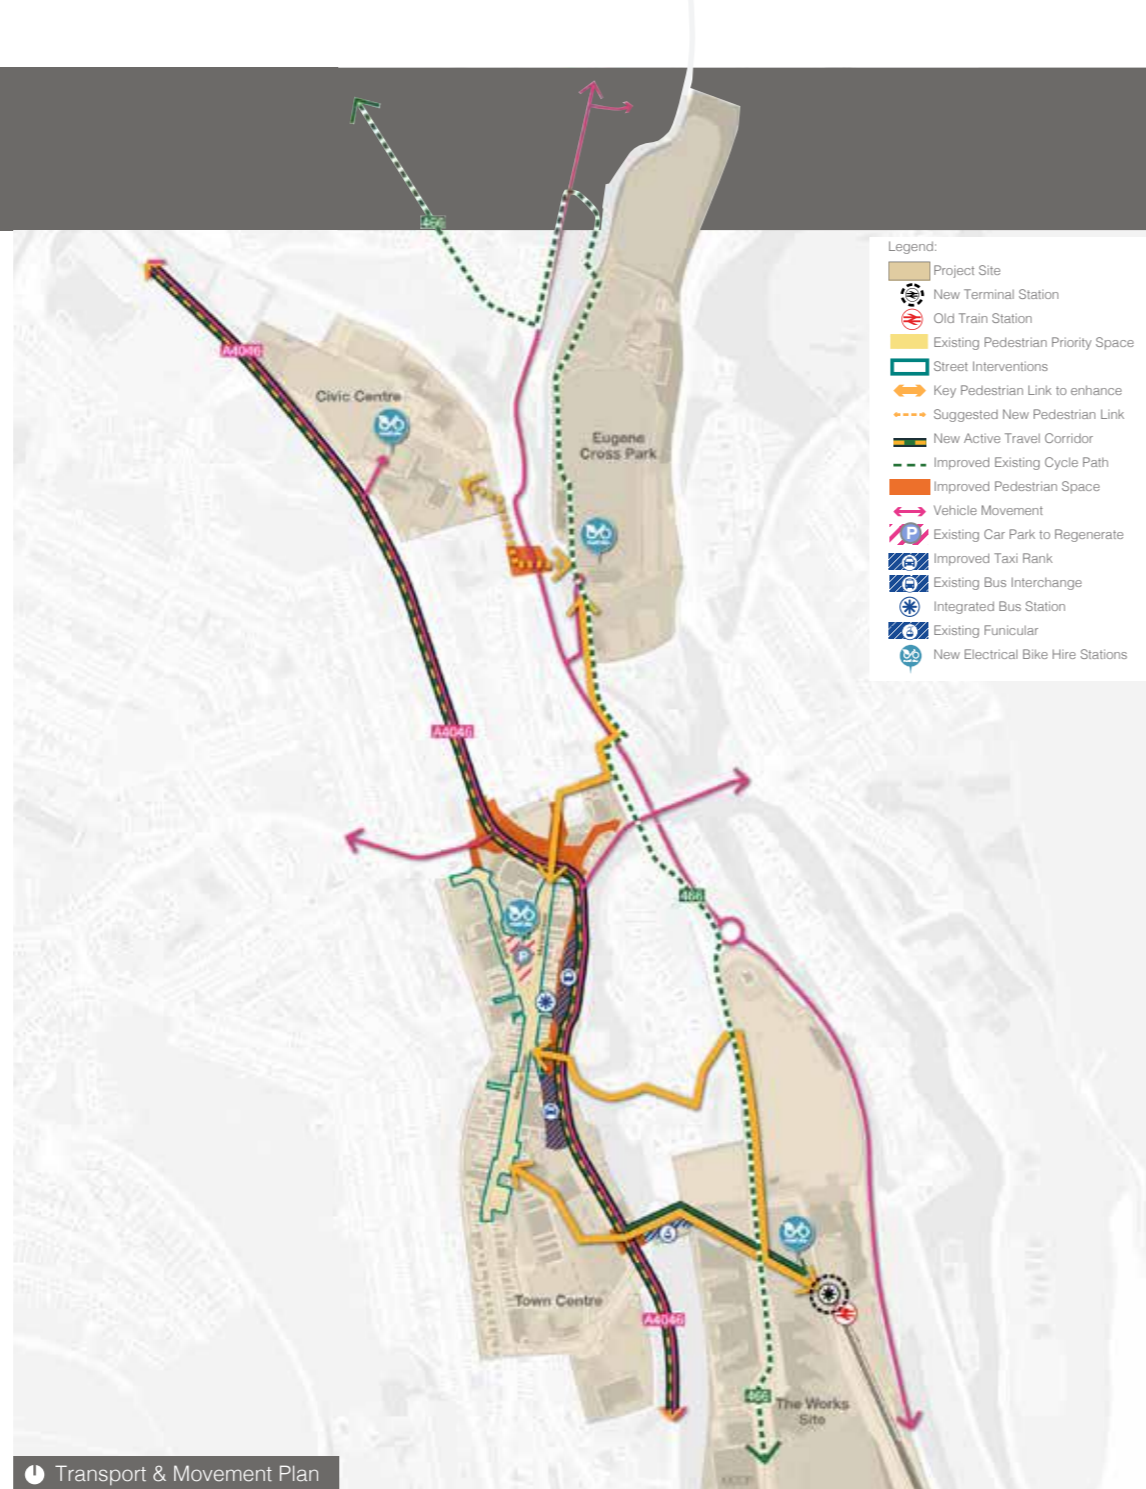 466
Legend:
Project Site
New Terminal Station
Old Train Station
Existing Pedestrian Priority Space
Street Interventions
Key Pedestrian Link to enhance
Suggested New Pedestrian Link
New Active Travel Corridor
Improved Existing Cycle Path
Improved Pedestrian Space
Vehicle Movement
P
Existing Car Park to Regenerate
Improved Taxi Rank
Existing Bus Interchange
Integrated Bus Station
Existing Funicular
New Electrical Bike Hire Stations
A4046
Civic Centre
Eugene
Cross Park
A4046
466
P
Town Centre
A4046
466
The Works
Site
Transport & Movement Plan